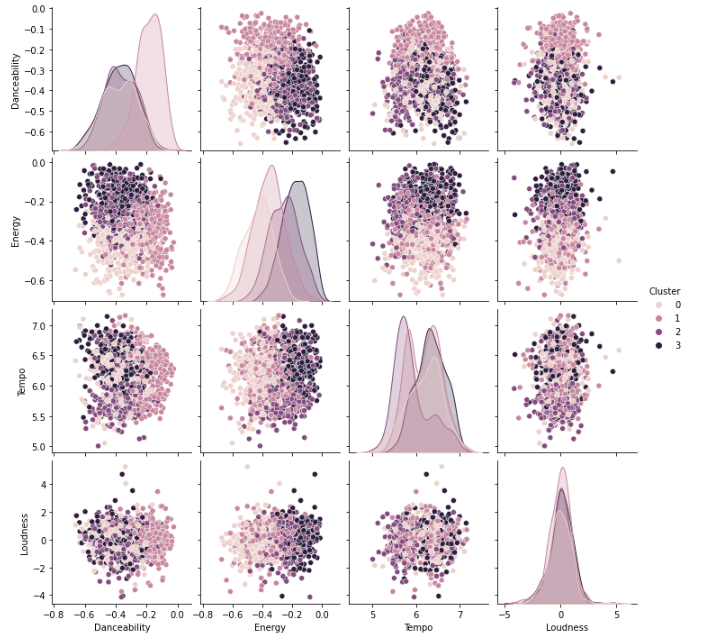 Danceability
0.0
−0.1
−0.2
−0.3
−0.4
−0.5
−0.6
Energy
0.0
−0.2
−0.4
−0.6
Tempo
7.0
6.5
6.0
5.5
5.0
Loudness
4
2
0
−2
−4
−0.8 −0.6 −0.4 −0.2 0.0
Danceability
−0.8 −0.6 −0.4 −0.2 0.0
Energy
5 6 7
Tempo
−5 0 5
Loudness
Cluster
0
1
2
3